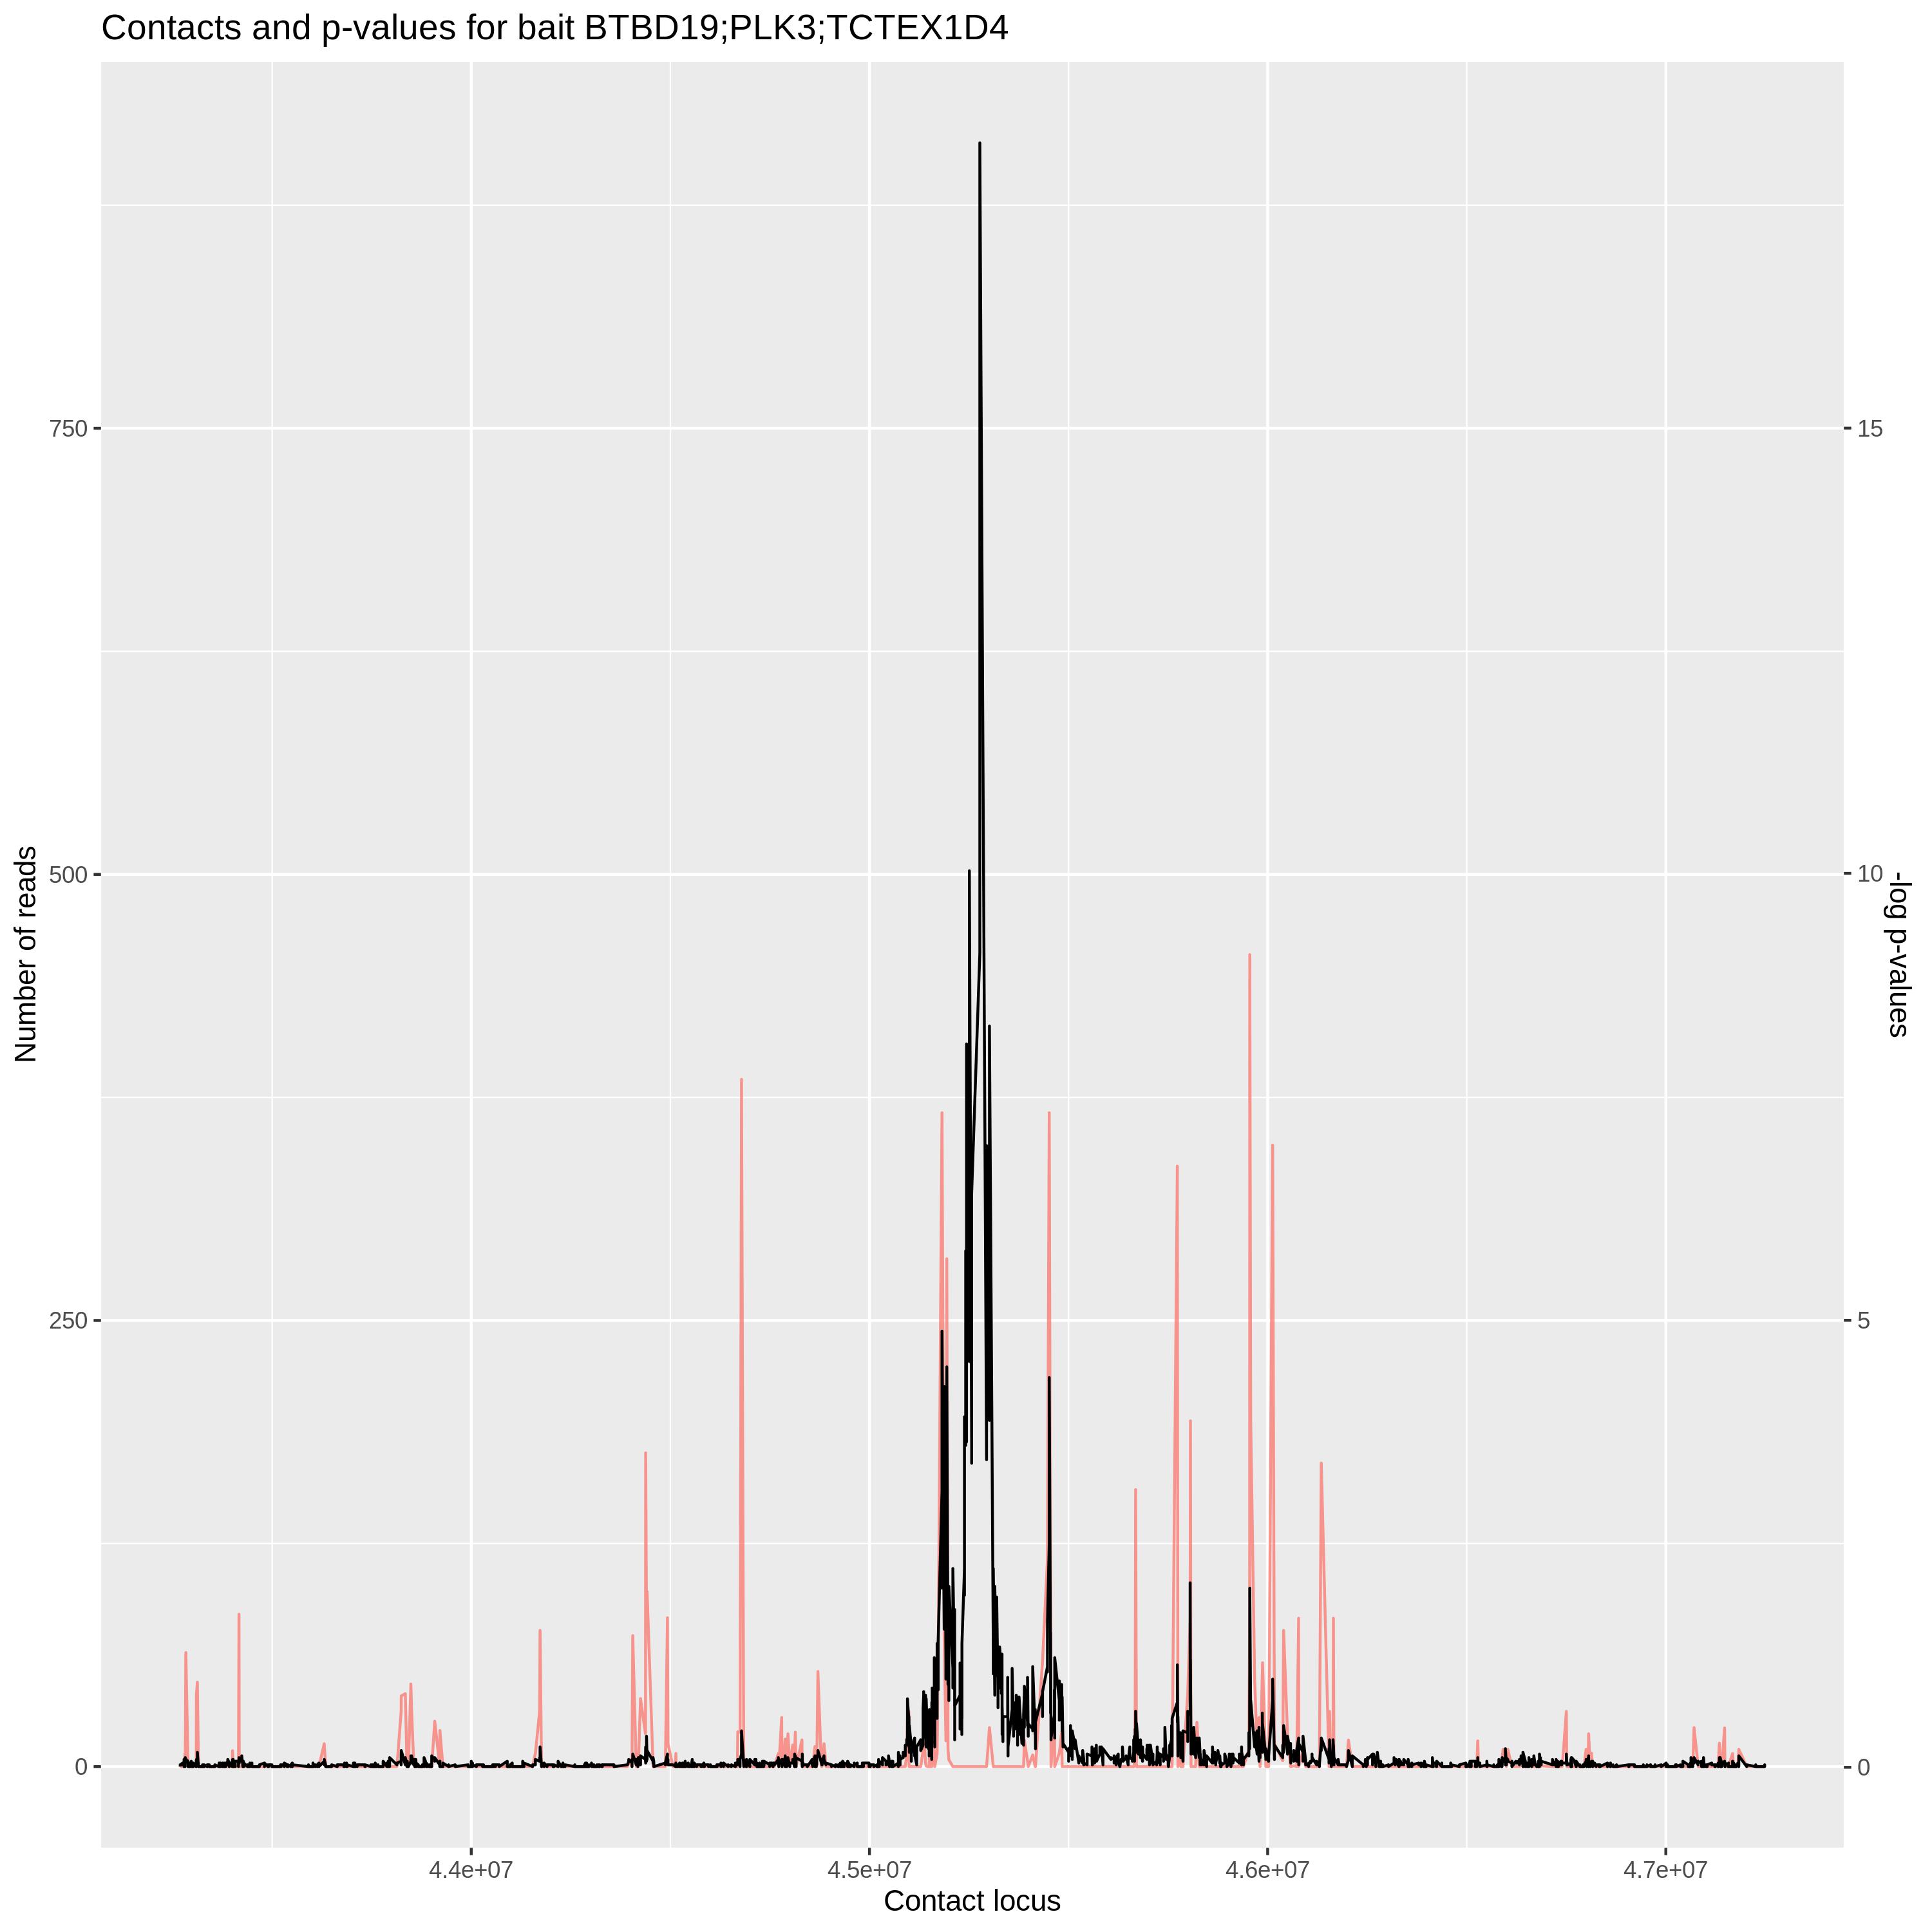 Contacts and p-values for bait BTBD19;PLK3;TCTEX1D4
Number of reads
750
500
250
0
15
10
5
0
-log p-values
4.4e+07
4.5e+07
4.6e+07
4.7e+07
Contact locus